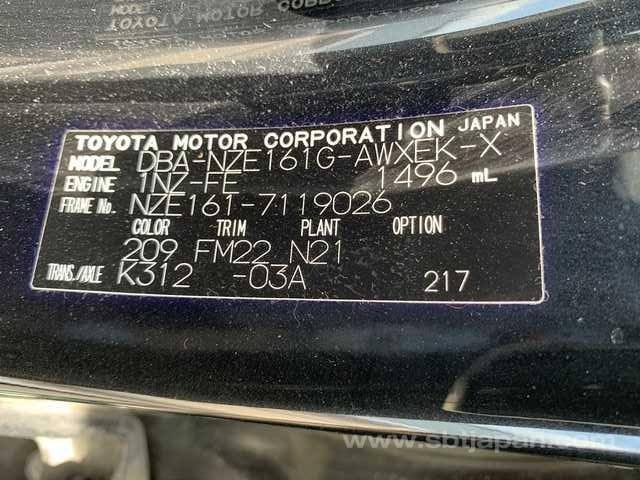 TOYOTA MOTOR CORPORATION JAPAN
MODEL DBA-NZE161G-AWXEK-X
ENGINE 1NZ-FE 1496 mL
FRAME No. NZE161-7119026
COLOR TRIM PLANT OPTION
209 FM22 N21
TRANS./AXLE K312 -03A 217
www.sbtjapan.com